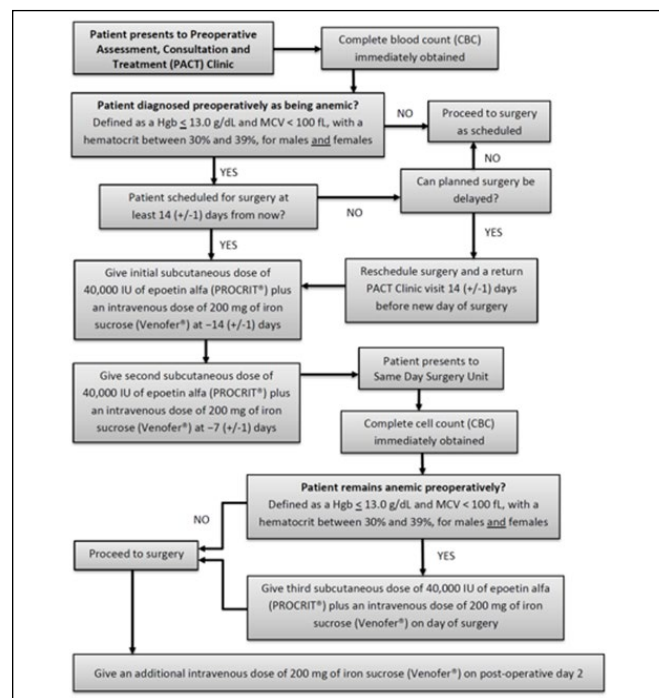 Patient presents to Preoperative
Assessment, Consultation and
Treatment (PACT) Clinic
Complete blood count (CBC)
immediately obtained
Patient diagnosed preoperatively as being anemic?
Defined as a Hgb ≤ 13.0 g/dL and MCV < 100 fL, with a
hematocrit between 30% and 39%, for males and females
NO
Proceed to surgery
as scheduled
YES
NO
Patient scheduled for surgery at
least 14 (+/-1) days from now?
NO
Can planned surgery be
delayed?
YES
YES
Give initial subcutaneous dose of
40,000 IU of epoetin alfa (PROCRIT®) plus
an intravenous dose of 200 mg of iron
sucrose (Venofer®) at −14 (+/-1) days
Reschedule surgery and a return
PACT Clinic visit 14 (+/-1) days
before new day of surgery
Give second subcutaneous dose of
40,000 IU of epoetin alfa (PROCRIT®) plus
an intravenous dose of 200 mg of iron
sucrose (Venofer®) at −7 (+/-1) days
Patient presents to
Same Day Surgery Unit
Complete cell count (CBC)
immediately obtained
Patient remains anemic preoperatively?
Defined as a Hgb ≤ 13.0 g/dL and MCV < 100 fL, with a
hematocrit between 30% and 39%, for males and females
NO
Proceed to surgery
YES
Give third subcutaneous dose of 40,000 IU of epoetin alfa
(PROCRIT®) plus an intravenous dose of 200 mg of iron
sucrose (Venofer®) on day of surgery
Give an additional intravenous dose of 200 mg of iron sucrose (Venofer®) on post-operative day 2